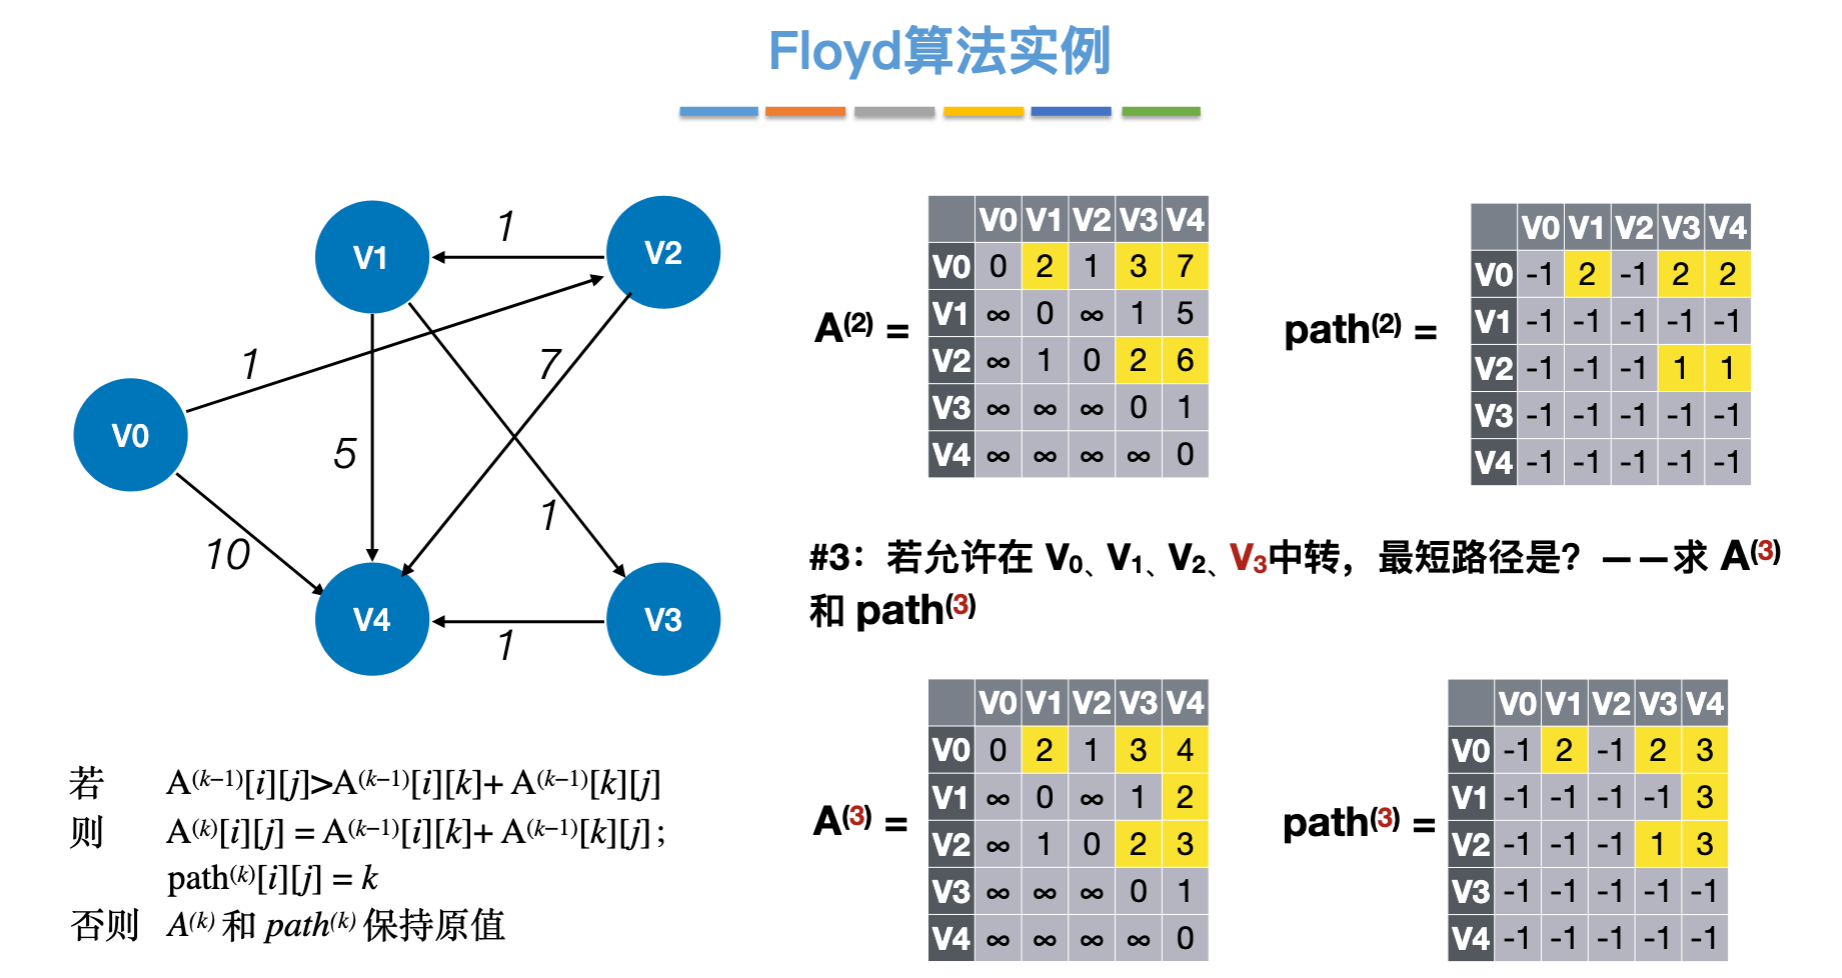 Floyd算法实例
V1
V2
V0
V4
V3
1
1
7
5
1
10
1
A(2) =
V0 V1 V2 V3 V4
V0 0 2 1 3 7
V1 ∞ 0 ∞ 1 5
V2 ∞ 1 0 2 6
V3 ∞ ∞ ∞ 0 1
V4 ∞ ∞ ∞ ∞ 0
path(2) =
V0 V1 V2 V3 V4
V0 -1 2 -1 2 2
V1 -1 -1 -1 -1 -1
V2 -1 -1 -1 1 1
V3 -1 -1 -1 -1 -1
V4 -1 -1 -1 -1 -1
#3：若允许在 V0、V1、V2、V3中转，最短路径是？——求 A(3)
和 path(3)
A(3) =
V0 V1 V2 V3 V4
V0 0 2 1 3 4
V1 ∞ 0 ∞ 1 2
V2 ∞ 1 0 2 3
V3 ∞ ∞ ∞ 0 1
V4 ∞ ∞ ∞ ∞ 0
path(3) =
V0 V1 V2 V3 V4
V0 -1 2 -1 2 3
V1 -1 -1 -1 -1 3
V2 -1 -1 -1 1 3
V3 -1 -1 -1 -1 -1
V4 -1 -1 -1 -1 -1
若 A(k−1)[i][j]>A(k−1)[i][k]+ A(k−1)[k][j]
则 A(k)[i][j] = A(k−1)[i][k]+ A(k−1)[k][j] ;
path(k)[i][j] = k
否则 A(k) 和 path(k) 保持原值